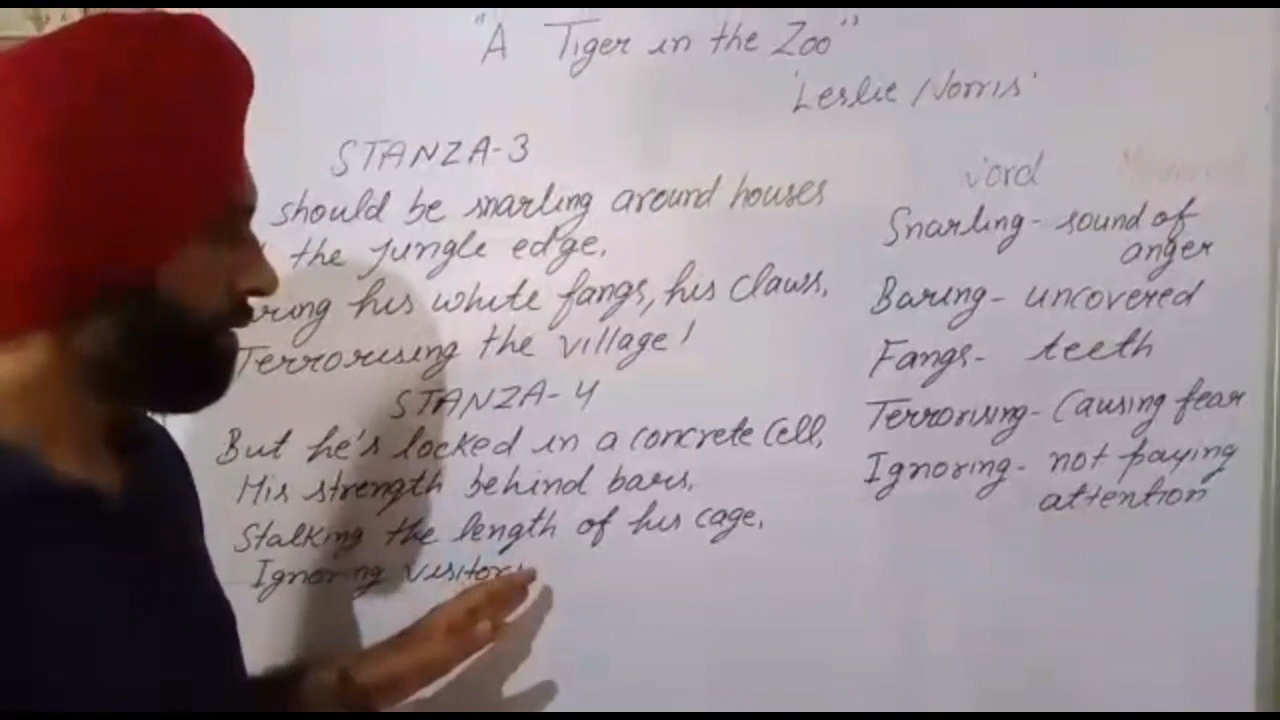 "A Tiger in the Zoo"
'Leslie Norris'
STANZA-3
should be snarling around houses
the jungle edge,
his white fangs, his claws,
Terrorising the village!
STANZA-4
But he's locked in a concrete cell,
His strength behind bars,
Stalking the length of his cage,
Ignoring visitors
word
Snarling- sound of
anger
Baring- uncovered
Fangs- teeth
Terrorising- Causing fear
Ignoring- not paying
attention